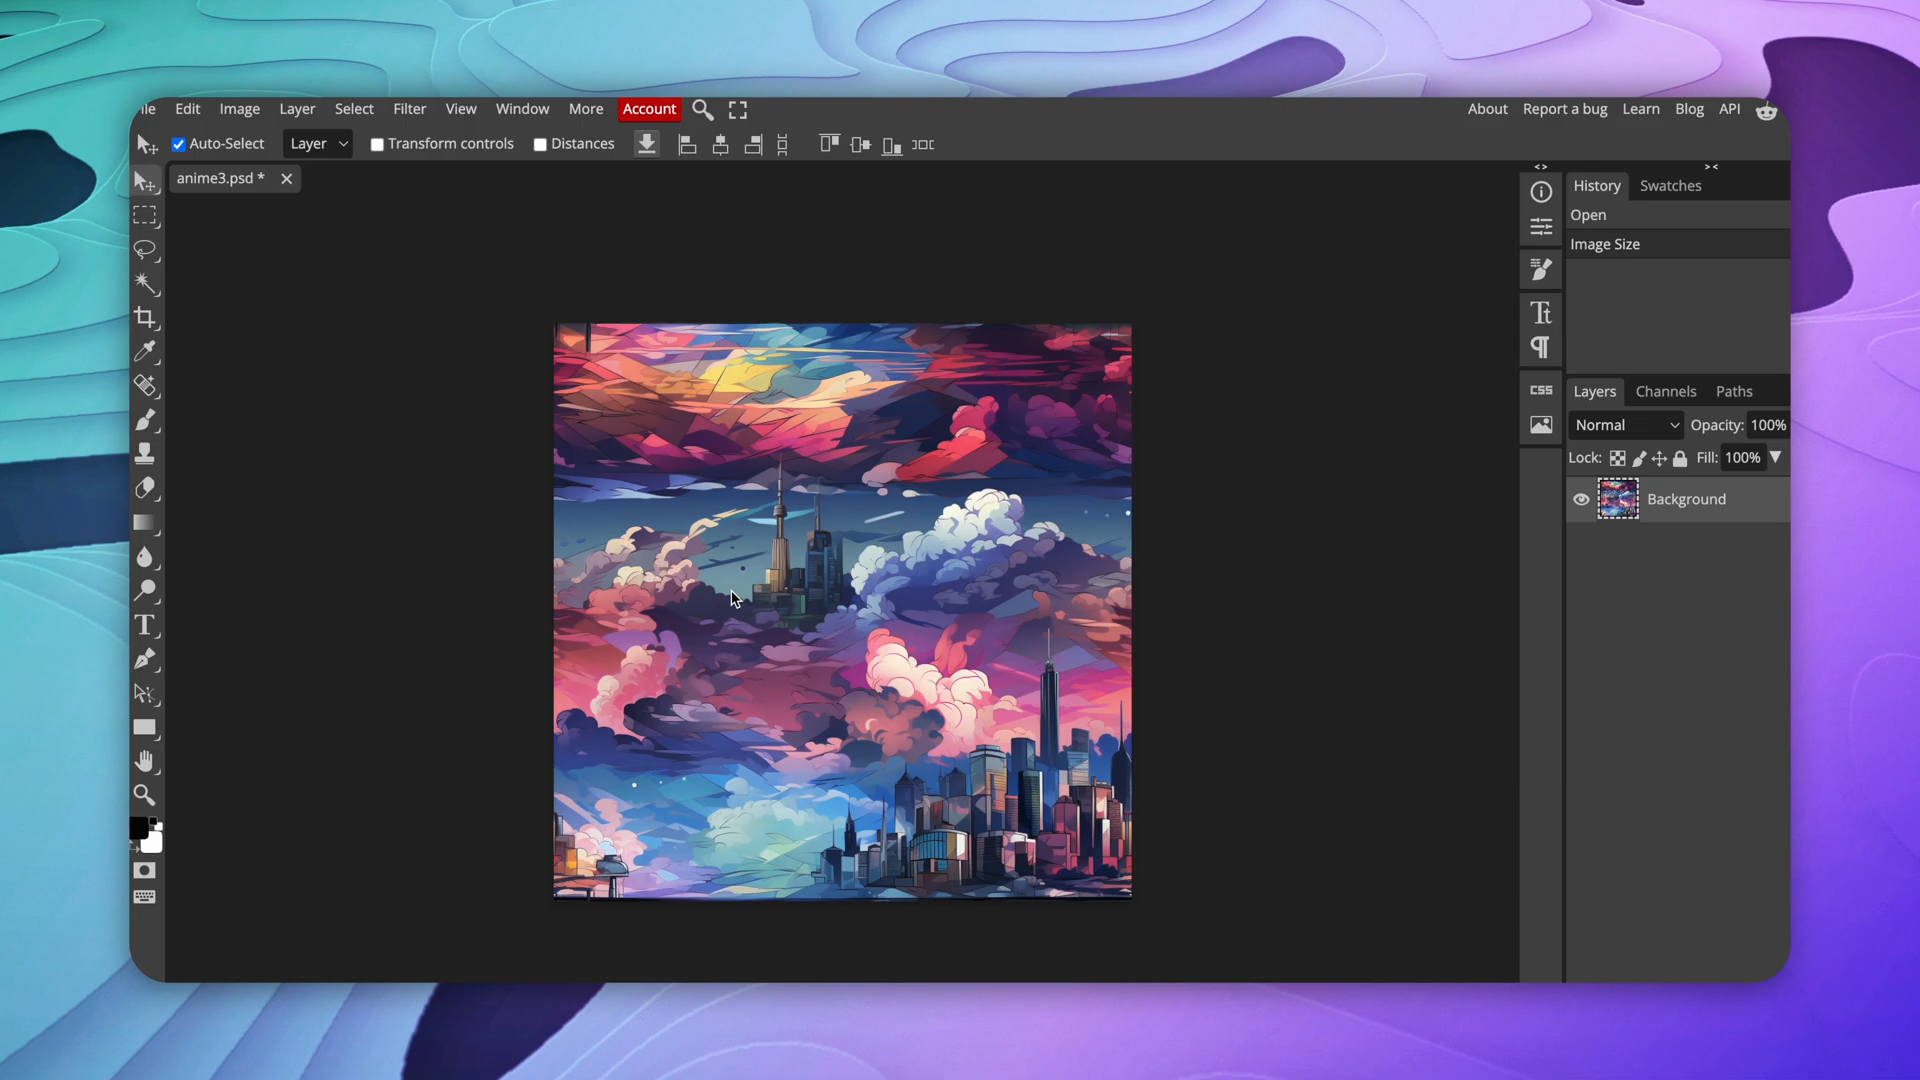 ile Edit Image Layer Select Filter View Window More Account About Report a bug Learn Blog API
Auto-Select Layer Transform controls Distances
anime3.psd *
History Swatches
Open
Image Size
CSS
Layers Channels Paths
Normal Opacity: 100%
Lock: Fill: 100%
Background